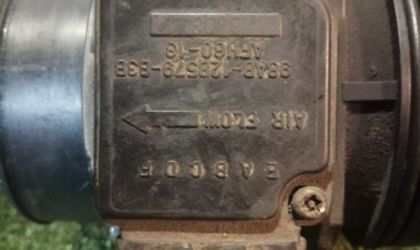 E A B C D F
AIR FLOW
98AB-12B579-B3B
AFH60-16